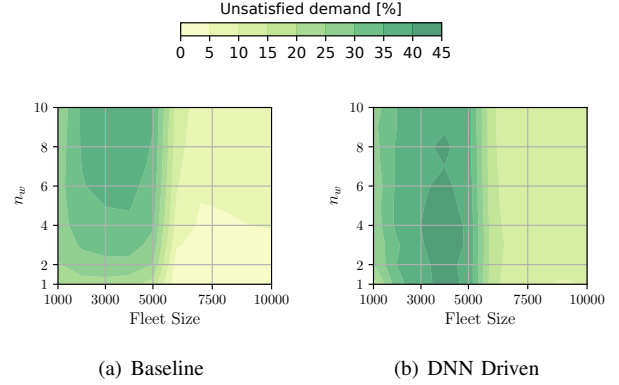 Unsatisfied demand [%]
0 5 10 15 20 25 30 35 40 45
10
8
6
4
2
1
n_w
1000 3000 5000 7500 10000
Fleet Size
(a) Baseline
10
8
6
4
2
1
n_w
1000 3000 5000 7500 10000
Fleet Size
(b) DNN Driven